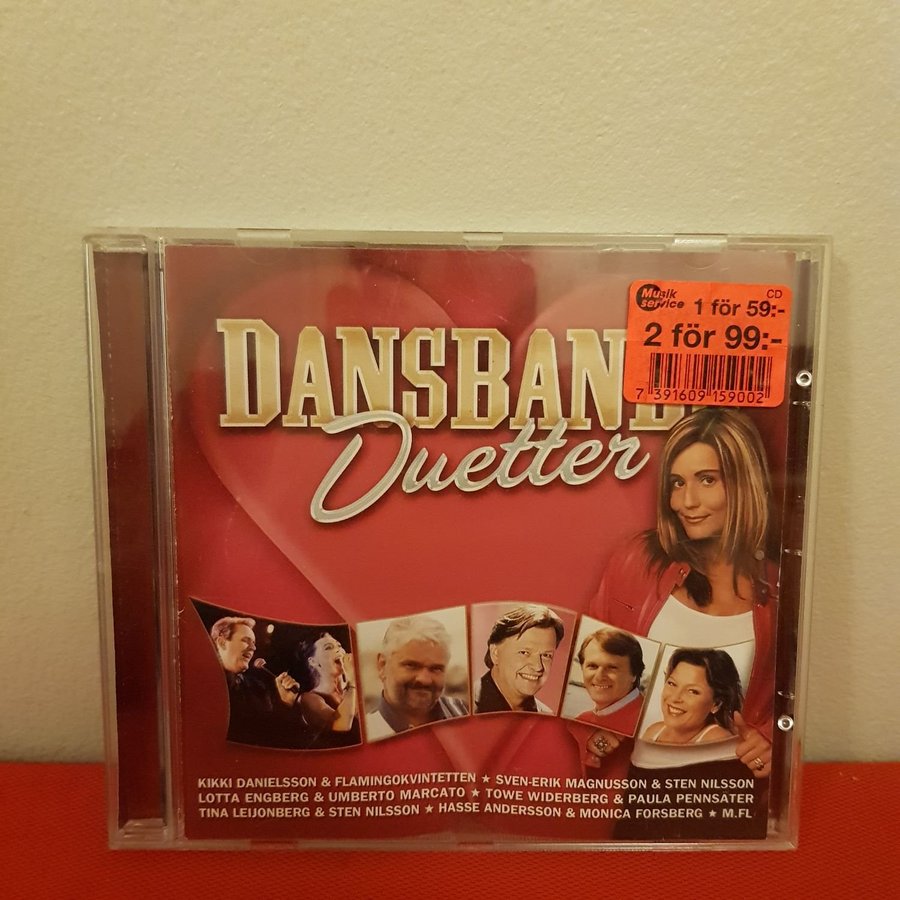 Musik service CD
1 för 59:-
2 för 99:-
7 391609 159002
DANSBAND
Duetter
KIKKI DANIELSSON & FLAMINGOKVINTETTEN ★ SVEN-ERIK MAGNUSSON & STEN NILSSON
LOTTA ENGBERG & UMBERTO MARCATO ★ TOWE WIDERBERG & PAULA PENNSÄTER
TINA LEIJONBERG & STEN NILSSON ★ HASSE ANDERSSON & MONICA FORSBERG ★ M.FL